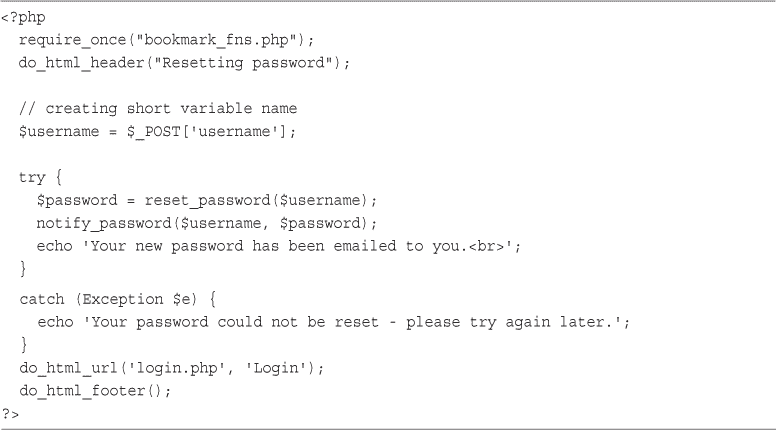 <?php
  require_once("bookmark_fns.php");
  do_html_header("Resetting password");

  // creating short variable name
  $username = $_POST['username'];

  try {
    $password = reset_password($username);
    notify_password($username, $password);
    echo 'Your new password has been emailed to you.<br>';
  }
  catch (Exception $e) {
    echo 'Your password could not be reset - please try again later.';
  }
  do_html_url('login.php', 'Login');
  do_html_footer();
?>